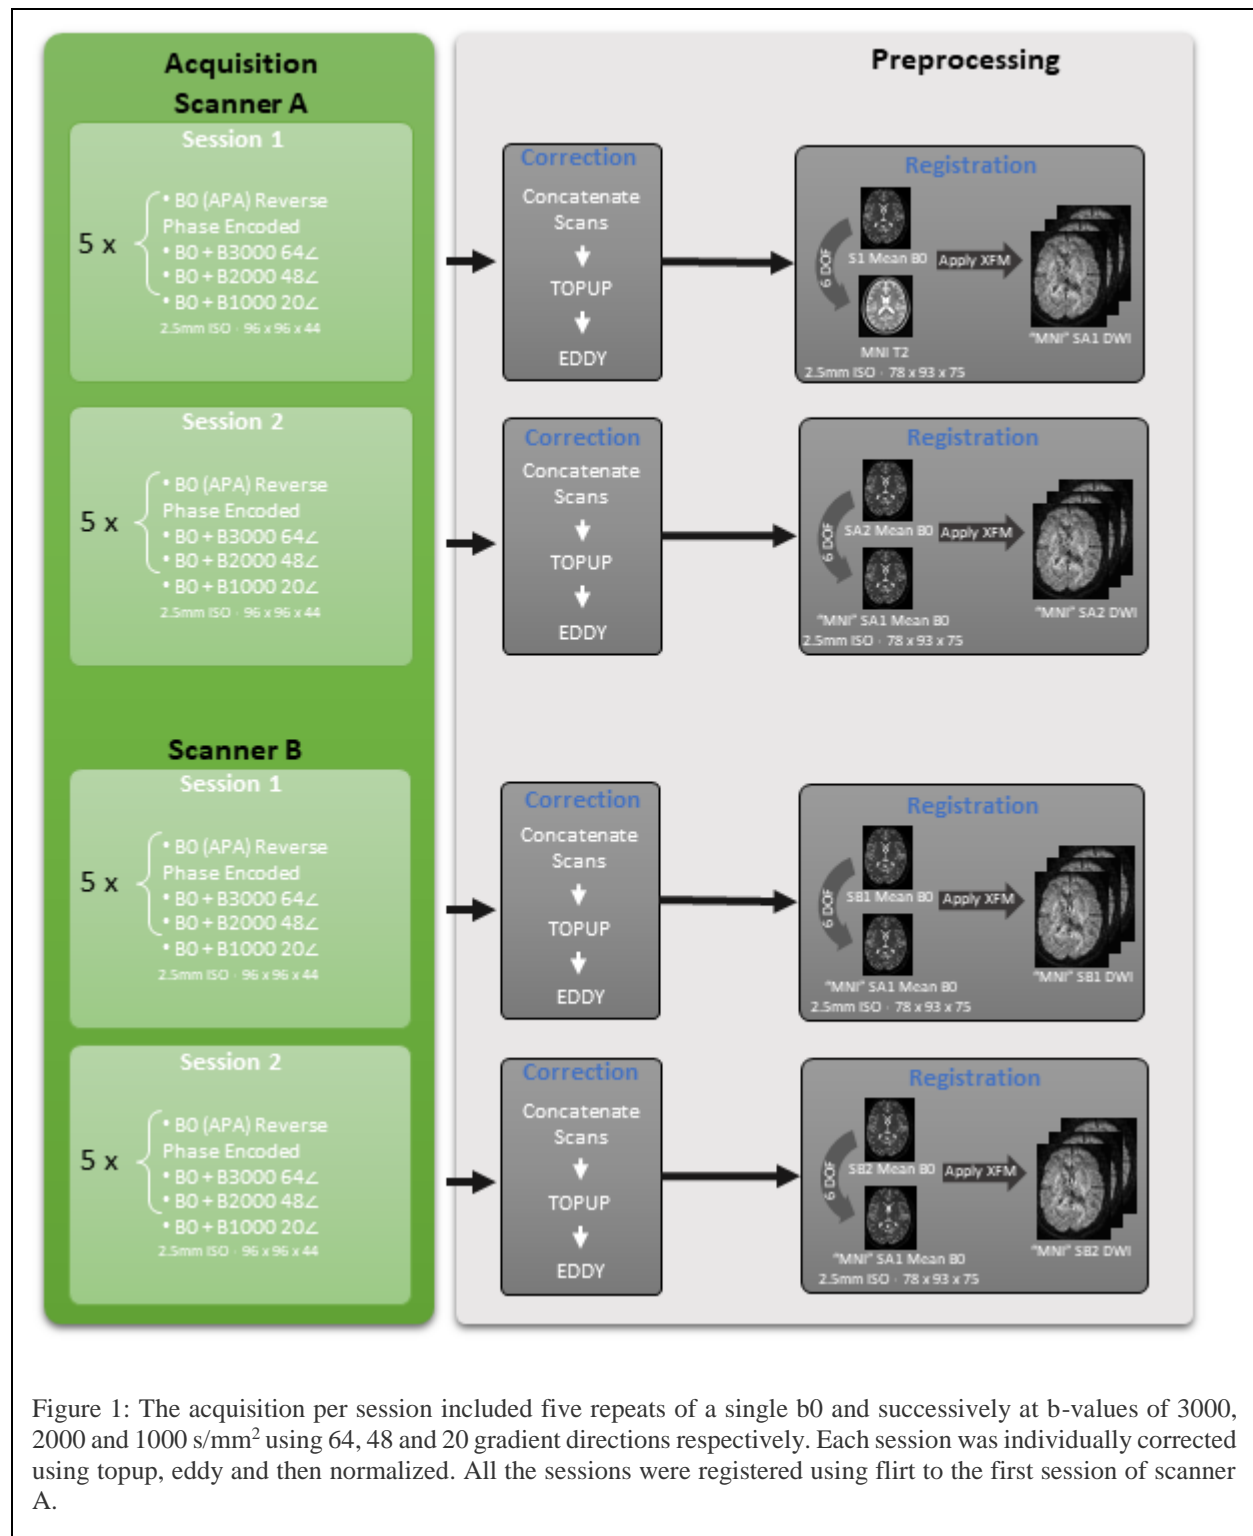 Acquisition
Scanner A
Session 1
5 x
• B0 (APA) Reverse
Phase Encoded
• B0 + B3000 64∠
• B0 + B2000 48∠
• B0 + B1000 20∠
2.5mm ISO · 96 x 96 x 44
Session 2
5 x
• B0 (APA) Reverse
Phase Encoded
• B0 + B3000 64∠
• B0 + B2000 48∠
• B0 + B1000 20∠
2.5mm ISO · 96 x 96 x 44
Scanner B
Session 1
5 x
• B0 (APA) Reverse
Phase Encoded
• B0 + B3000 64∠
• B0 + B2000 48∠
• B0 + B1000 20∠
2.5mm ISO · 96 x 96 x 44
Session 2
5 x
• B0 (APA) Reverse
Phase Encoded
• B0 + B3000 64∠
• B0 + B2000 48∠
• B0 + B1000 20∠
2.5mm ISO · 96 x 96 x 44
Preprocessing
Correction
Concatenate
Scans
TOPUP
EDDY
Registration
6 DOF
S1 Mean B0
Apply XFM
MNI T2
2.5mm ISO · 78 x 93 x 75
"MNI" SA1 DWI
Correction
Concatenate
Scans
TOPUP
EDDY
Registration
6 DOF
SA2 Mean B0
Apply XFM
"MNI" SA1 Mean B0
2.5mm ISO · 78 x 93 x 75
"MNI" SA2 DWI
Correction
Concatenate
Scans
TOPUP
EDDY
Registration
6 DOF
SB1 Mean B0
Apply XFM
"MNI" SA1 Mean B0
2.5mm ISO · 78 x 93 x 75
"MNI" SB1 DWI
Correction
Concatenate
Scans
TOPUP
EDDY
Registration
6 DOF
SB2 Mean B0
Apply XFM
"MNI" SA1 Mean B0
2.5mm ISO · 78 x 93 x 75
"MNI" SB2 DWI
Figure 1: The acquisition per session included five repeats of a single b0 and successively at b-values of 3000,
2000 and 1000 s/mm² using 64, 48 and 20 gradient directions respectively. Each session was individually corrected
using topup, eddy and then normalized. All the sessions were registered using flirt to the first session of scanner
A.